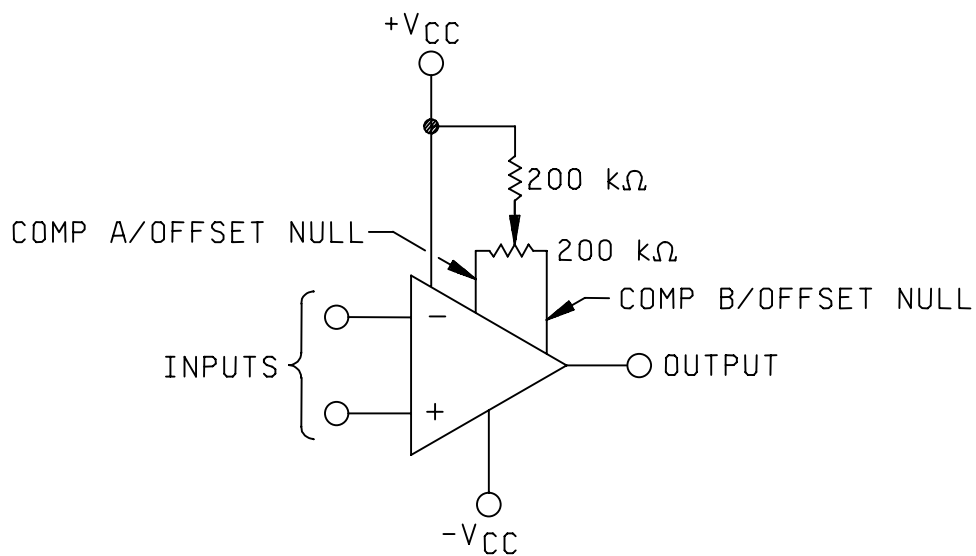 +VCC
200 kΩ
COMP A/OFFSET NULL
200 kΩ
COMP B/OFFSET NULL
−
INPUTS
OUTPUT
+
−VCC